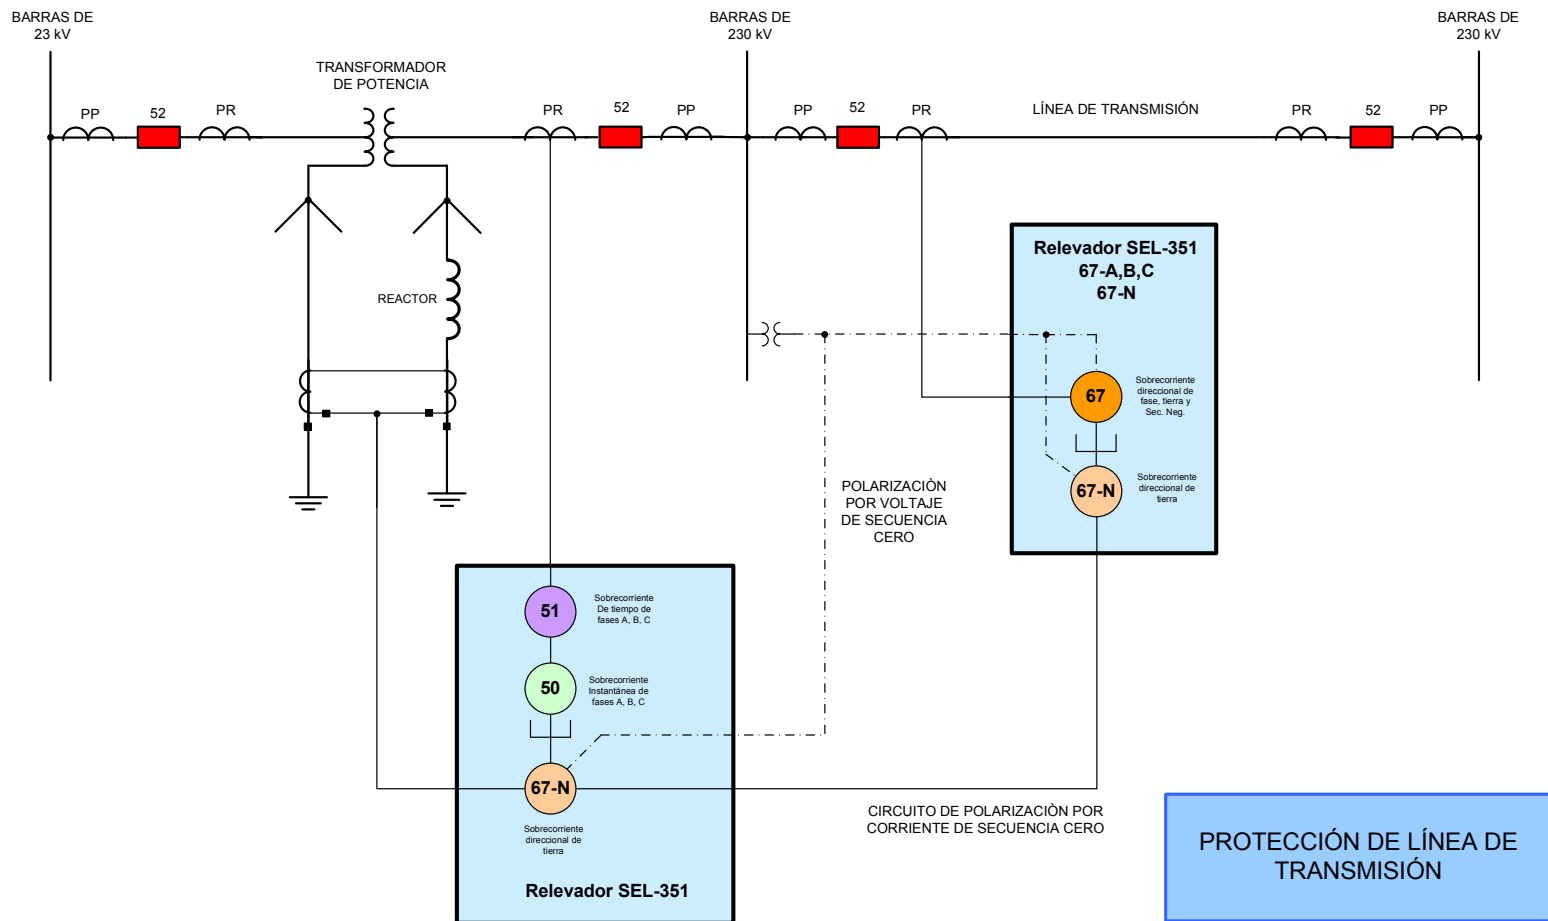 BARRAS DE
23 kV
BARRAS DE
230 kV
BARRAS DE
230 kV
TRANSFORMADOR
DE POTENCIA
PP
52
PR
PR
52
PP
PP
52
PR
LÍNEA DE TRANSMISIÓN
PR
52
PP
REACTOR
Relevador SEL-351
67-A,B,C
67-N
67
Sobrecorriente
direccional de
fase, tierra y
Sec. Neg.
67-N
Sobrecorriente
direccional de
tierra
POLARIZACIÒN
POR VOLTAJE
DE SECUENCIA
CERO
51
Sobrecorriente
De tiempo de
fases A, B, C
50
Sobrecorriente
Instantánea de
fases A, B, C
67-N
Sobrecorriente
direccional de
tierra
Relevador SEL-351
CIRCUITO DE POLARIZACIÒN POR
CORRIENTE DE SECUENCIA CERO
PROTECCIÓN DE LÍNEA DE
TRANSMISIÓN